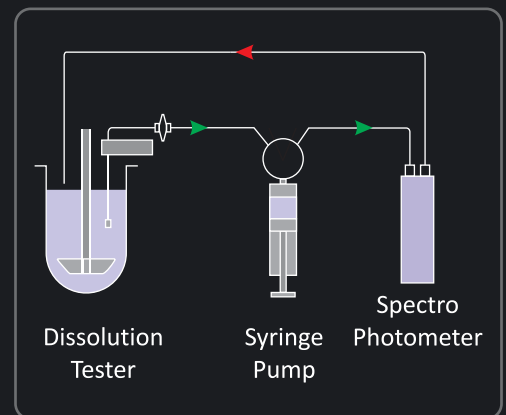 Dissolution
Tester
Syringe
Pump
Spectro
Photometer